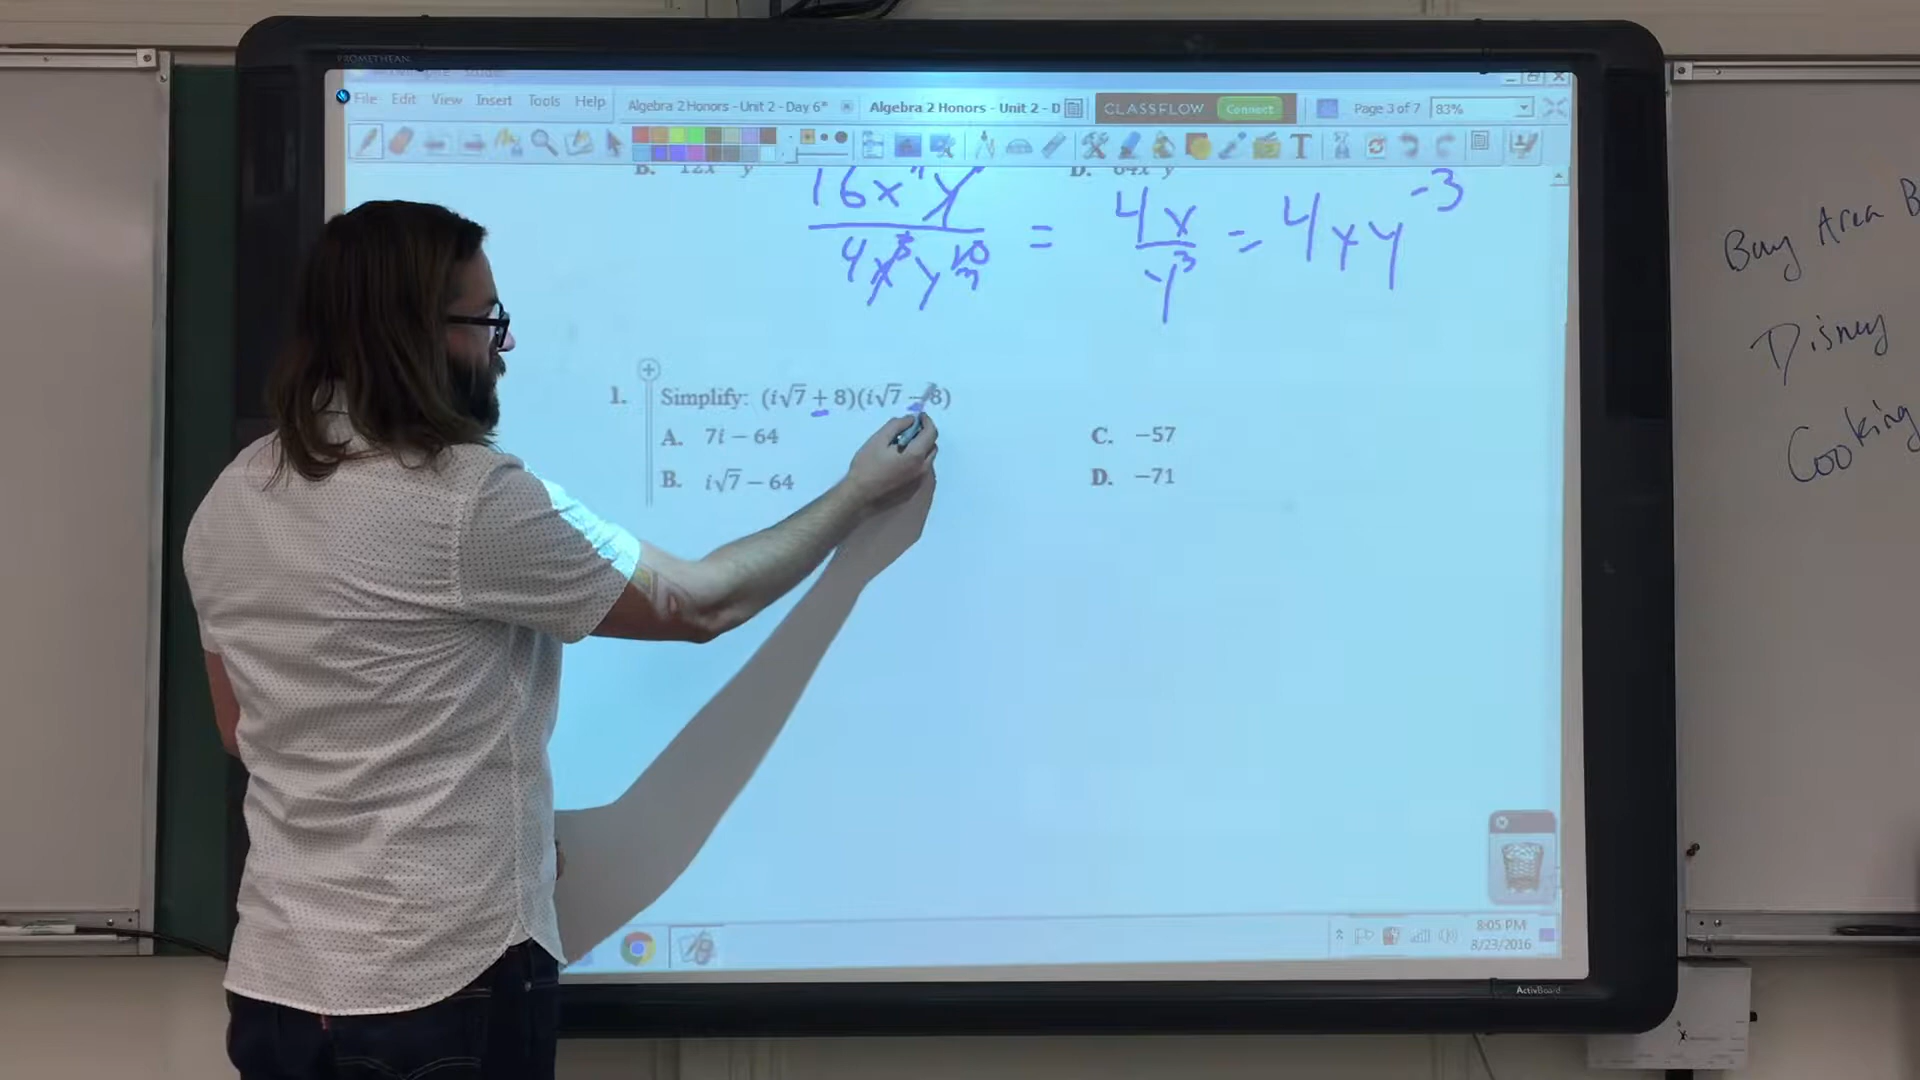 PROMETHEAN
File Edit View Insert Tools Help
Algebra 2 Honors - Unit 2 - Day 6*
Algebra 2 Honors - Unit 2 - D
CLASSFLOW Connect
Page 3 of 7
83%
T
16x y
4x y
= 4x / y³ = 4xy⁻³
1. Simplify: (i√7 + 8)(i√7 − 8)
A. 7i − 64
C. −57
B. i√7 − 64
D. −71
Bay Area B
Disney
Cooking
8:05 PM
8/23/2016
ActivBoard